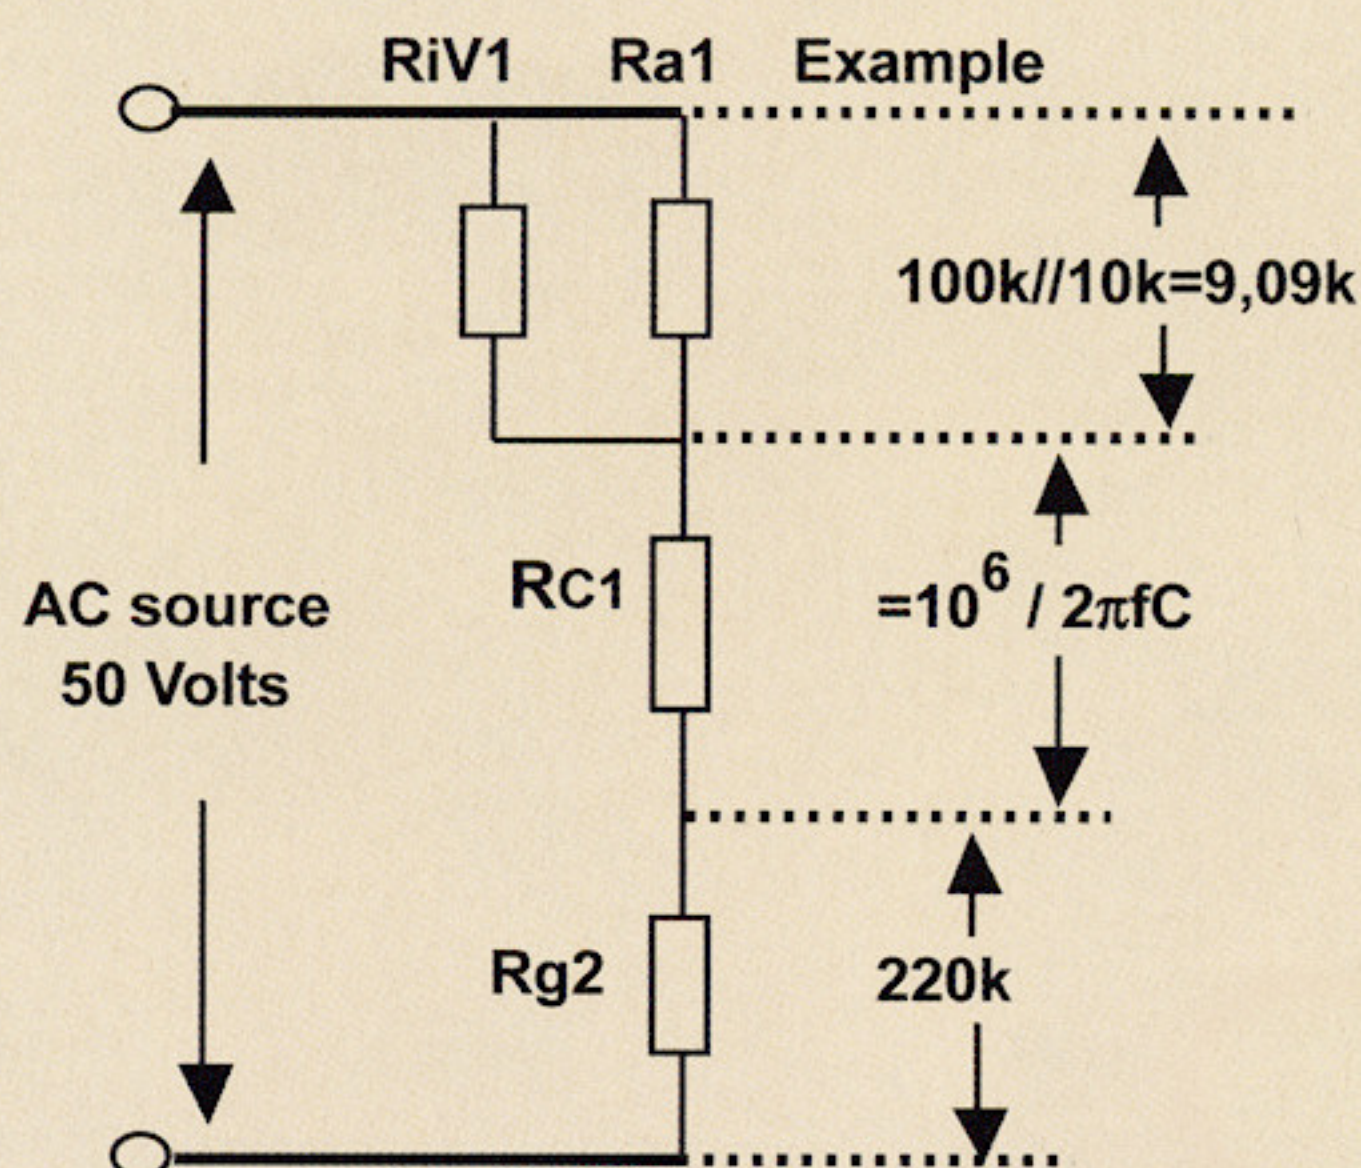 RiV1 Ra1 Example
100k//10k=9,09k
RC1
=10⁶ / 2πfC
AC source
50 Volts
Rg2
220k